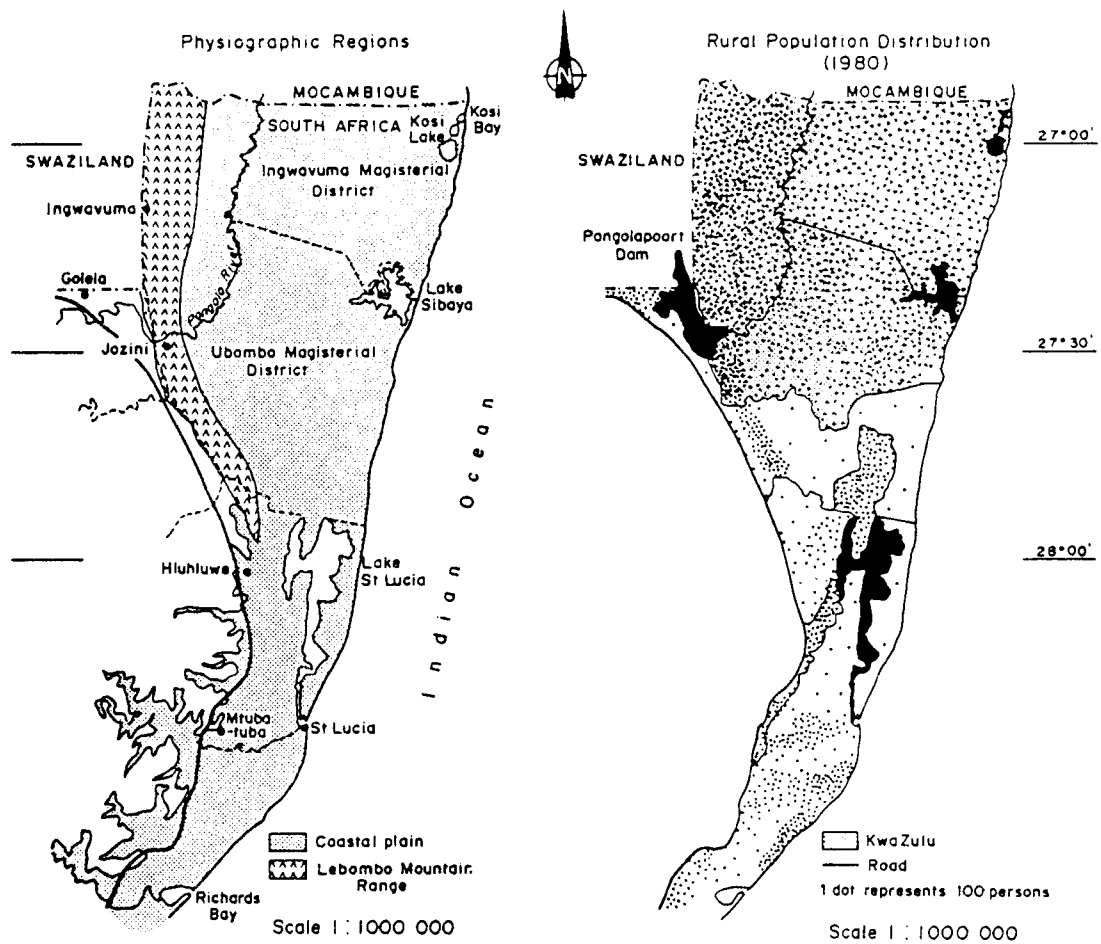 Physiographic Regions
MOCAMBIQUE
SOUTH AFRICA
Kosi
Lake
Kosi
Bay
SWAZILAND
Ingwavuma Magisterial
District
Ingwavuma
Golela
Pongola River
Lake
Sibaya
Jozini
Ubombo Magisterial
District
Indian Ocean
Hluhluwe
Lake
St Lucia
Mtuba
-tuba
St Lucia
Coastal plain
Lebombo Mountain
Range
Richards
Bay
Scale 1:1000 000
N
Rural Population Distribution
(1980)
MOCAMBIQUE
27°00'
SWAZILAND
Pongolapoort
Dam
27°30'
28°00'
KwaZulu
Road
1 dot represents 100 persons
Scale 1:1000 000